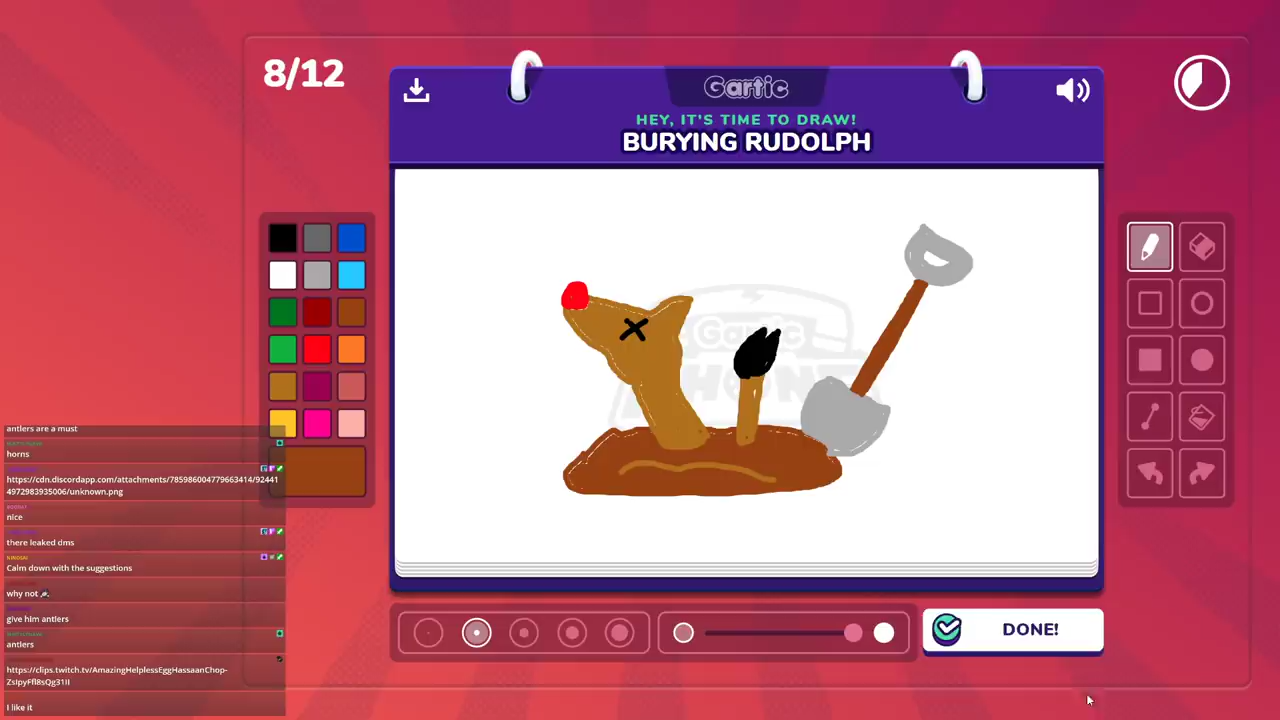 8/12
Gartic
HEY, IT'S TIME TO DRAW!
BURYING RUDOLPH
Gartic
antlers are a must
horns
https://cdn.discordapp.com/attachments/785986004779663414/92441
4972983935006/unknown.png
nice
there leaked dms
Calm down with the suggestions
why not
give him antlers
antlers
https://clips.twitch.tv/AmazingHelplessEggHassaanChop-
ZsIpyFfl8sQg31II
I like it
DONE!